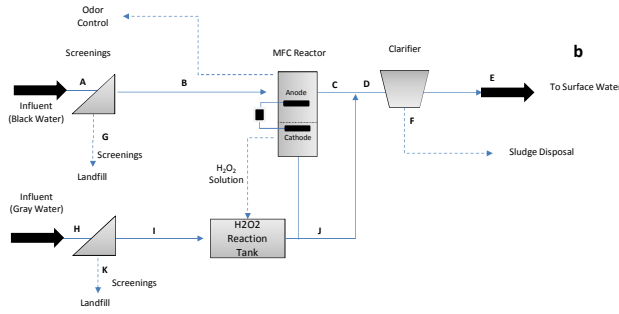 Odor
Control
Screenings
MFC Reactor
Clarifier
b
A
B
C
D
E
Anode
Cathode
To Surface Water
Influent
(Black Water)
G
Screenings
Landfill
F
Sludge Disposal
H₂O₂
Solution
Influent
(Gray Water)
H
I
H2O2
Reaction
Tank
J
K
Screenings
Landfill